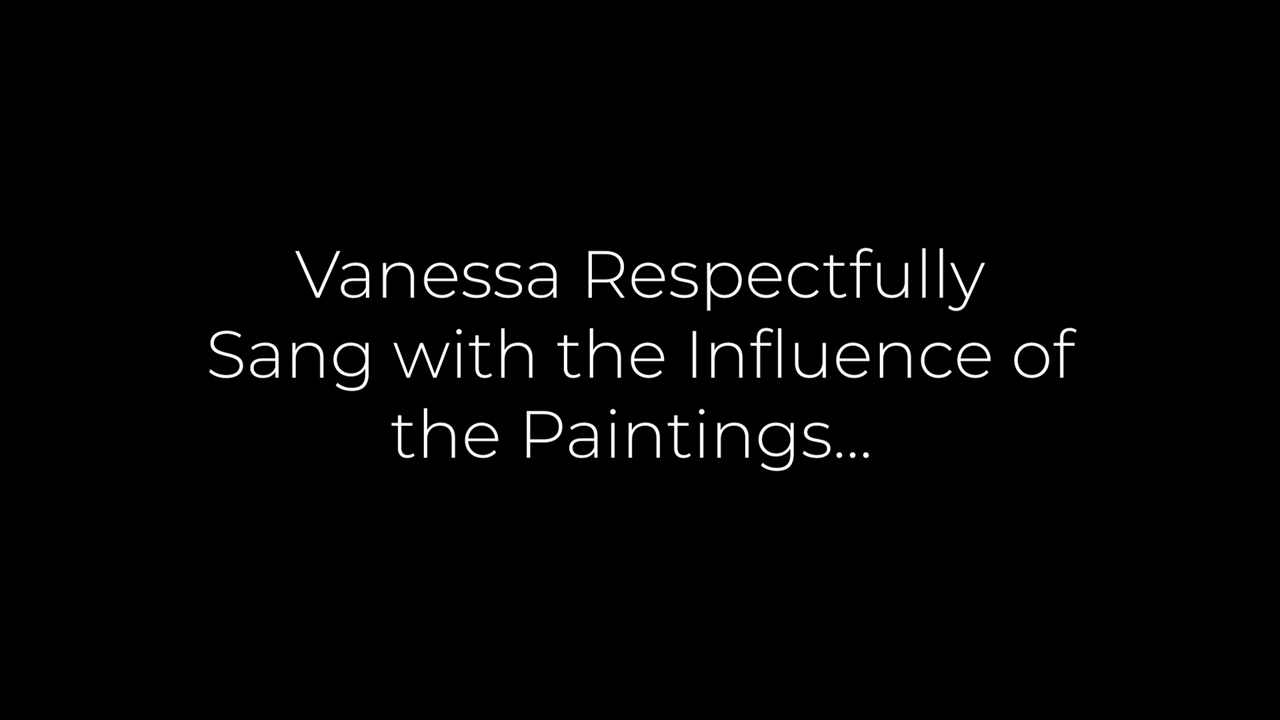 Vanessa Respectfully
Sang with the Influence of
the Paintings...